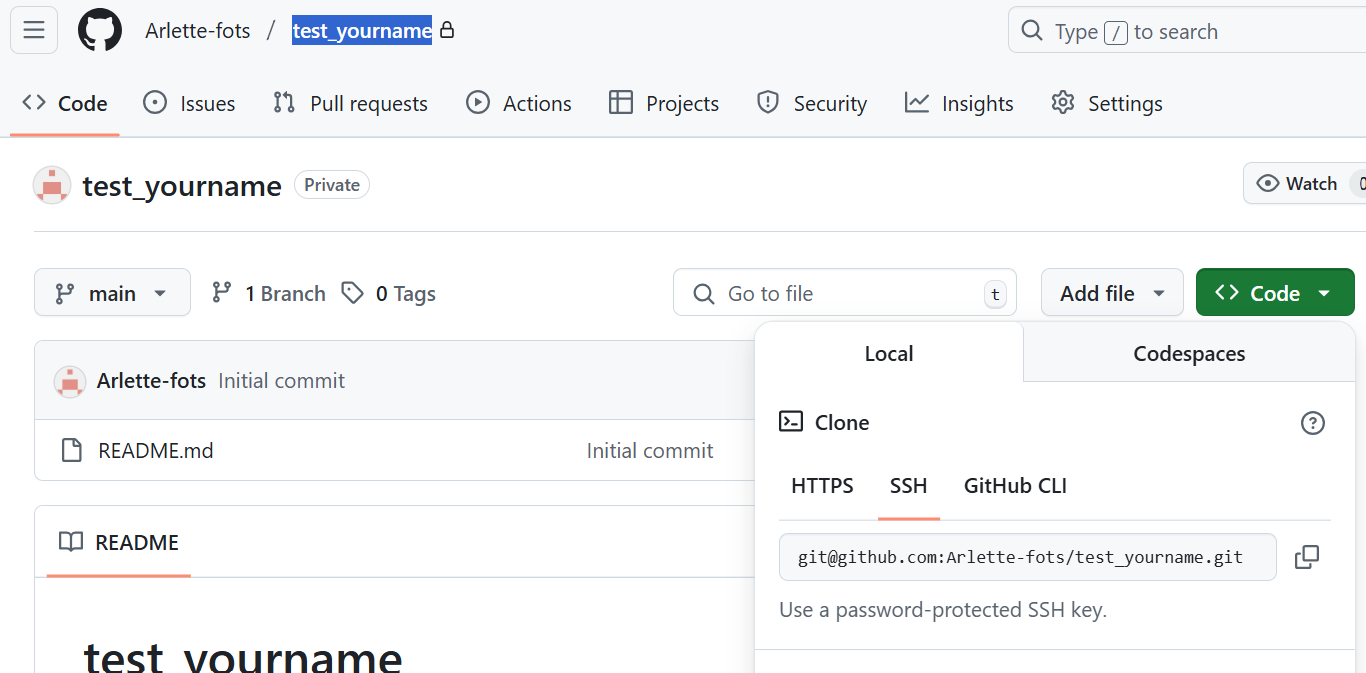 Arlette-fots / test_yourname
Type / to search
Code Issues Pull requests Actions Projects Security Insights Settings
test_yourname Private
Watch 0
main 1 Branch 0 Tags
Go to file t
Add file
Code
Arlette-fots Initial commit
README.md Initial commit
README
test_yourname
Local Codespaces
Clone
HTTPS SSH GitHub CLI
git@github.com:Arlette-fots/test_yourname.git
Use a password-protected SSH key.